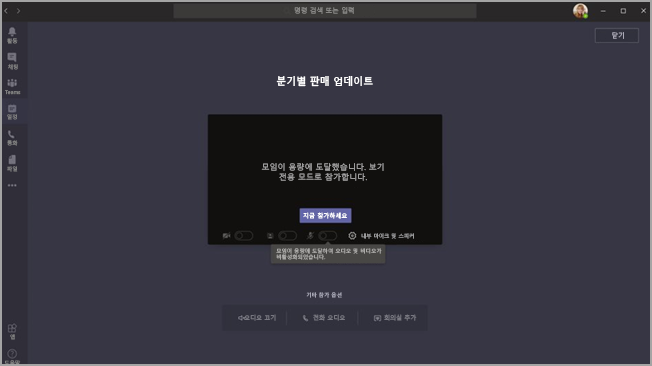 명령 검색 또는 입력
닫기
활동
채팅
Teams
일정
통화
파일
분기별 판매 업데이트
모임이 용량에 도달했습니다. 보기
전용 모드로 참가합니다.
지금 참가하세요
내부 마이크 및 스피커
모임이 용량에 도달하여 오디오 및 비디오가
비활성화되었습니다.
기타 참가 옵션
오디오 끄기
전화 오디오
회의실 추가
앱
도움말